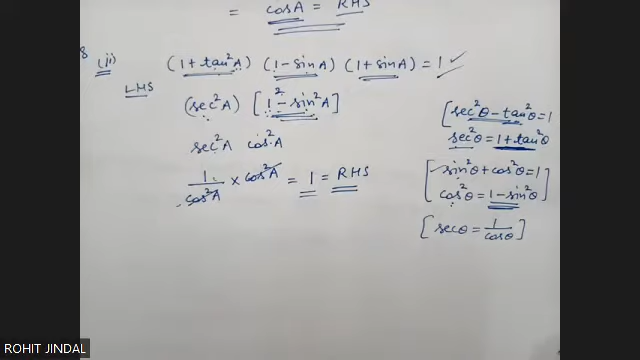 = cosA = RHS
8 (ii) (1 + tan²A) (1 - sinA) (1 + sinA) = 1 ✓
LHS
(sec²A) [1² - sin²A]
sec²A cos²A
1/cos²A × cos²A = 1 = RHS
[sec²θ - tan²θ = 1
sec²θ = 1 + tan²θ
[sin²θ + cos²θ = 1
cos²θ = 1 - sin²θ]
[secθ = 1/cosθ]
ROHIT JINDAL